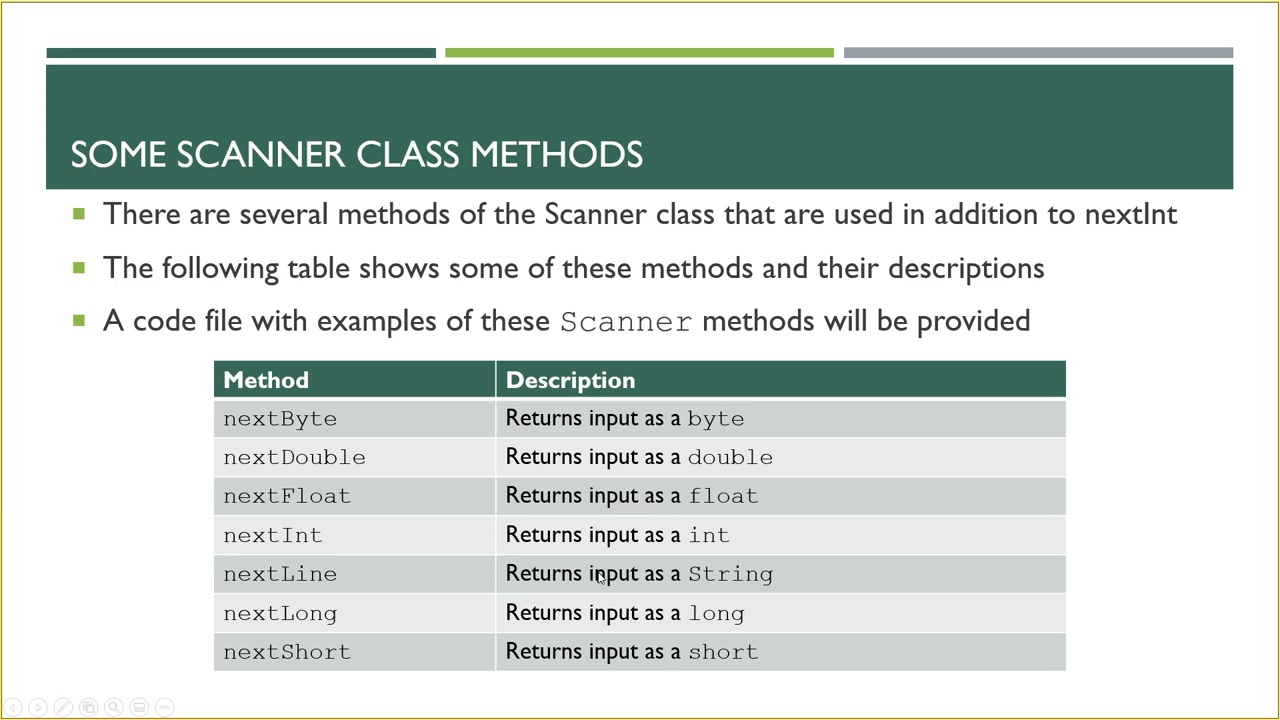 SOME SCANNER CLASS METHODS
There are several methods of the Scanner class that are used in addition to nextInt
The following table shows some of these methods and their descriptions
A code file with examples of these Scanner methods will be provided
Method Description
nextByte Returns input as a byte
nextDouble Returns input as a double
nextFloat Returns input as a float
nextInt Returns input as a int
nextLine Returns input as a String
nextLong Returns input as a long
nextShort Returns input as a short